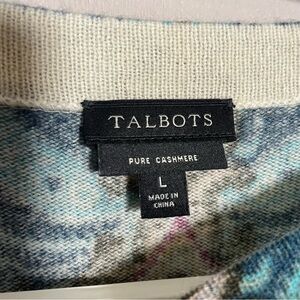 TALBOTS
PURE CASHMERE
L
MADE IN
CHINA